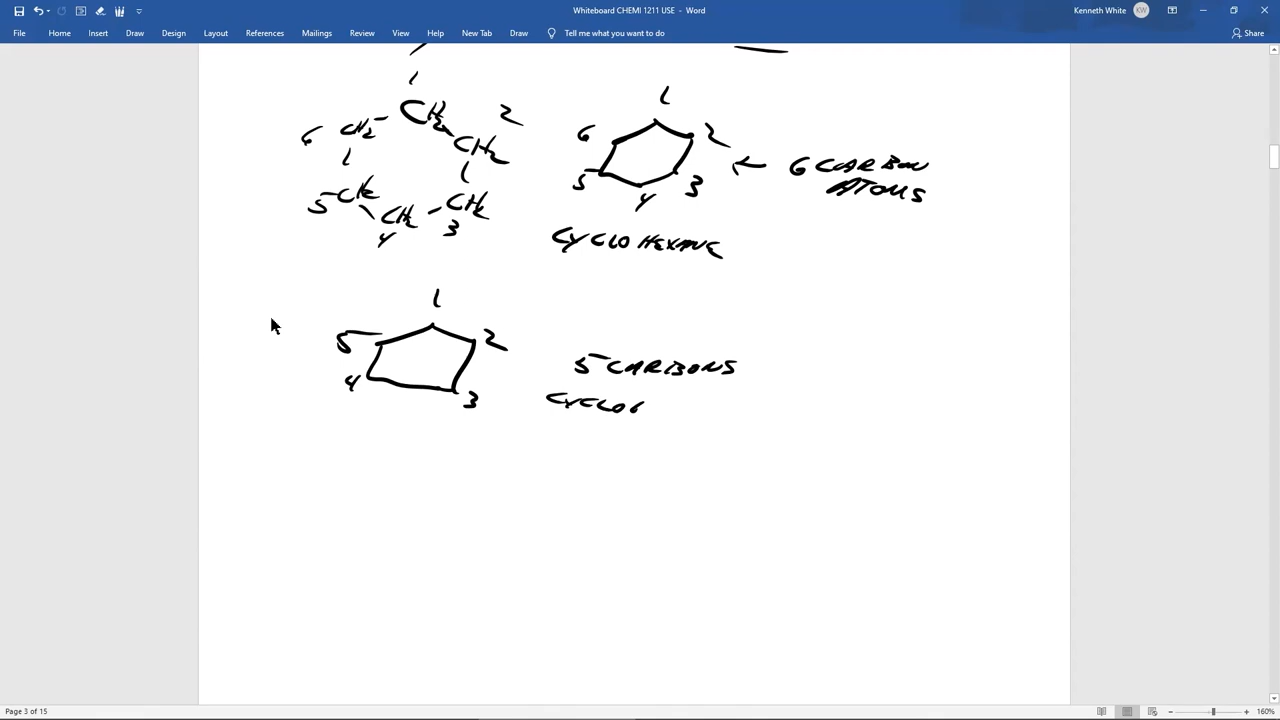 Whiteboard CHEMI 1211 USE - Word
Kenneth White KW
File Home Insert Draw Design Layout References Mailings Review View Help New Tab Draw Tell me what you want to do Share
1
CH2 2
6 CH2 CH2
5 CH2 CH2 CH2
4 3
1
6 2
5 3
4
← 6 CARBON
ATOMS
CYCLOHEXANE
1
5 2
4 3
5 CARBONS
CYCLO
Page 3 of 15 160%